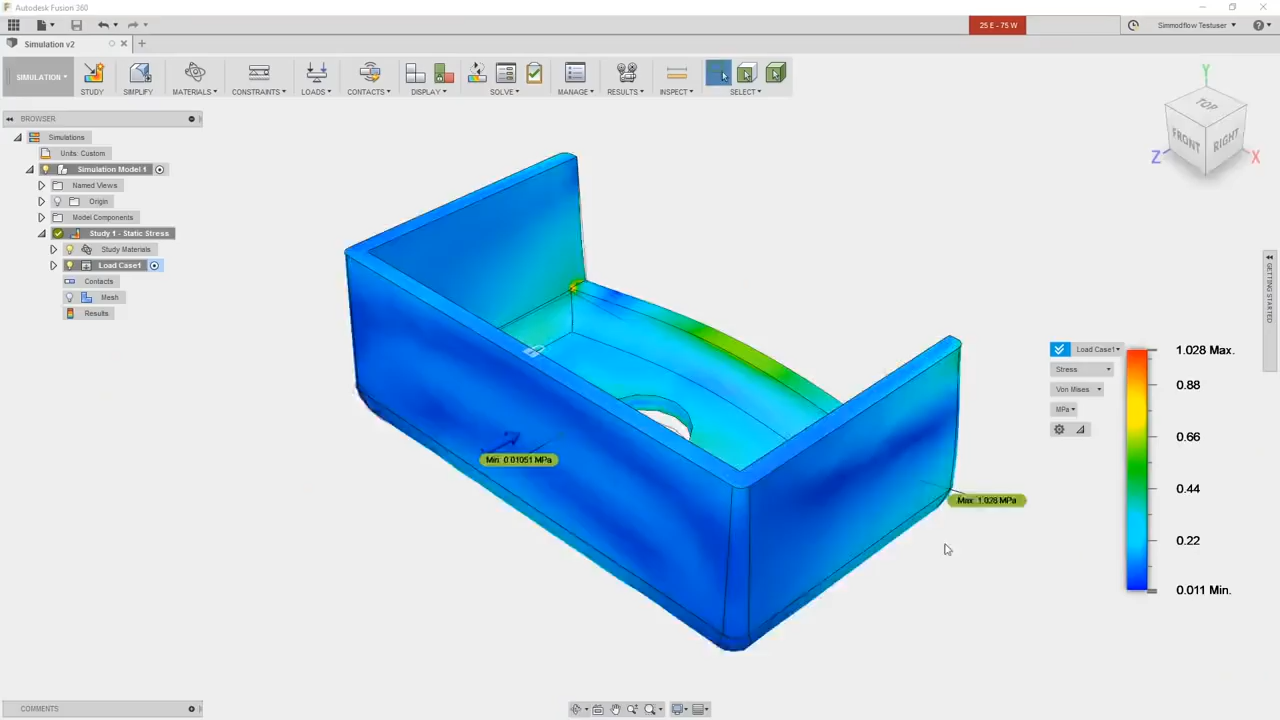 Autodesk Fusion 360
25 E - 75 W
Simmodflow Testuser
Simulation v2
SIMULATION
STUDY
SIMPLIFY
MATERIALS
CONSTRAINTS
LOADS
CONTACTS
DISPLAY
SOLVE
MANAGE
RESULTS
INSPECT
SELECT
TOP
FRONT
RIGHT
Y
Z
X
BROWSER
Simulations
Units: Custom
Simulation Model 1
Named Views
Origin
Model Components
Study 1 - Static Stress
Study Materials
Load Case1
Contacts
Mesh
Results
GETTING STARTED
Load Case1
Stress
Von Mises
MPa
1.028 Max.
0.88
0.66
0.44
0.22
0.011 Min.
Min: 0.01051 MPa
Max: 1.028 MPa
COMMENTS